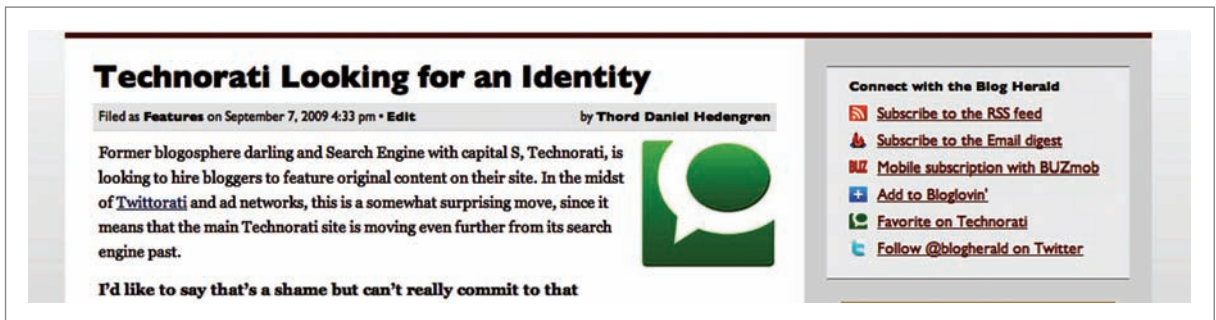 Technorati Looking for an Identity
Filed as Features on September 7, 2009 4:33 pm • Edit
by Thord Daniel Hedengren
Former blogosphere darling and Search Engine with capital S, Technorati, is
looking to hire bloggers to feature original content on their site. In the midst
of Twittorati and ad networks, this is a somewhat surprising move, since it
means that the main Technorati site is moving even further from its search
engine past.
I'd like to say that's a shame but can't really commit to that
Connect with the Blog Herald
Subscribe to the RSS feed
Subscribe to the Email digest
BUZ Mobile subscription with BUZmob
Add to Bloglovin'
Favorite on Technorati
Follow @blogherald on Twitter